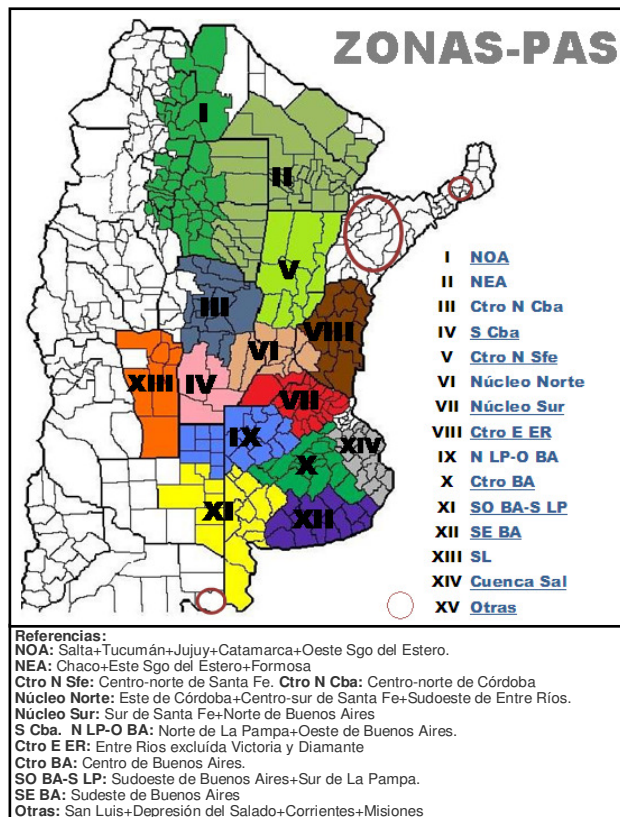 ZONAS-PAS
I
II
III
V
VIII
VI
XIII
IV
VII
IX
XIV
X
XI
XII
I NOA
II NEA
III Ctro N Cba
IV S Cba
V Ctro N Sfe
VI Núcleo Norte
VII Núcleo Sur
VIII Ctro E ER
IX N LP-O BA
X Ctro BA
XI SO BA-S LP
XII SE BA
XIII SL
XIV Cuenca Sal
XV Otras
Referencias:
NOA: Salta+Tucumán+Jujuy+Catamarca+Oeste Sgo del Estero.
NEA: Chaco+Este Sgo del Estero+Formosa
Ctro N Sfe: Centro-norte de Santa Fe. Ctro N Cba: Centro-norte de Córdoba
Núcleo Norte: Este de Córdoba+Centro-sur de Santa Fe+Sudoeste de Entre Ríos.
Núcleo Sur: Sur de Santa Fe+Norte de Buenos Aires
S Cba. N LP-O BA: Norte de La Pampa+Oeste de Buenos Aires.
Ctro E ER: Entre Rios excluída Victoria y Diamante
Ctro BA: Centro de Buenos Aires.
SO BA-S LP: Sudoeste de Buenos Aires+Sur de La Pampa.
SE BA: Sudeste de Buenos Aires
Otras: San Luis+Depresión del Salado+Corrientes+Misiones